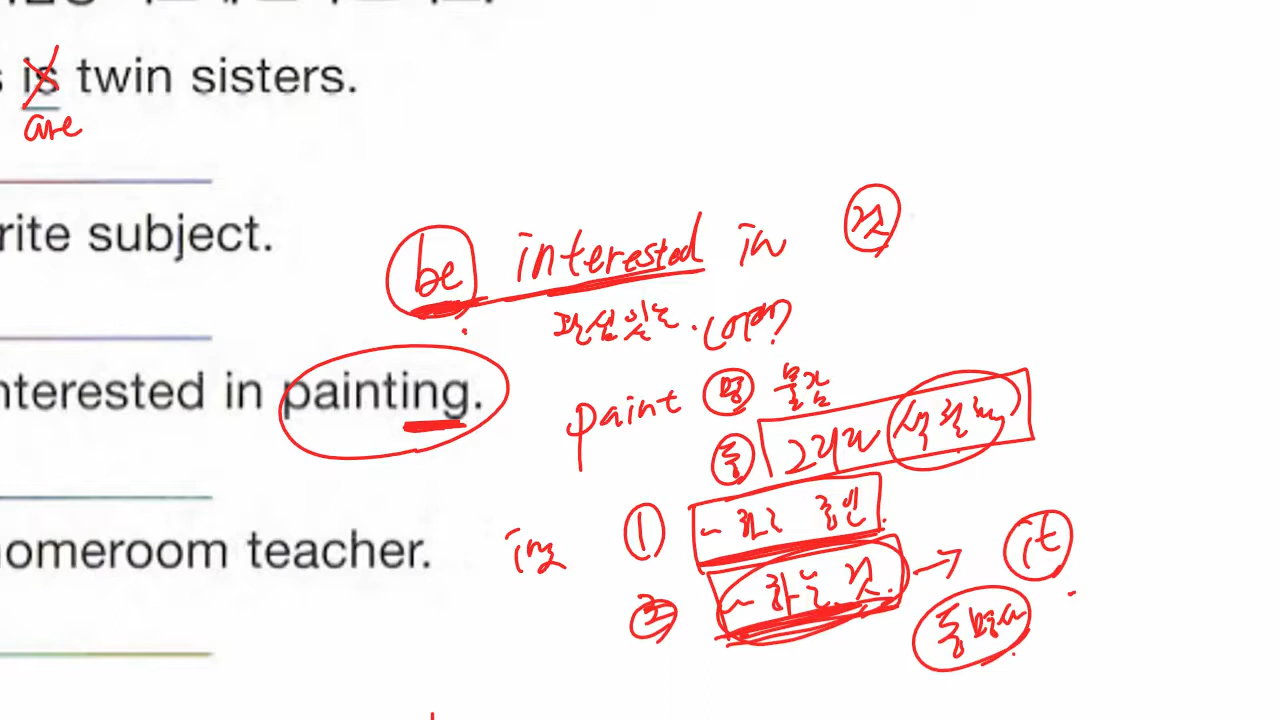 is twin sisters.
are
rite subject.
be interested in 것
관심있는.
nterested in painting.
paint 명 물감
동 그리다 색칠하다
omeroom teacher.
ing ① ~하는 중인
② ~하는 것. → it
동명사